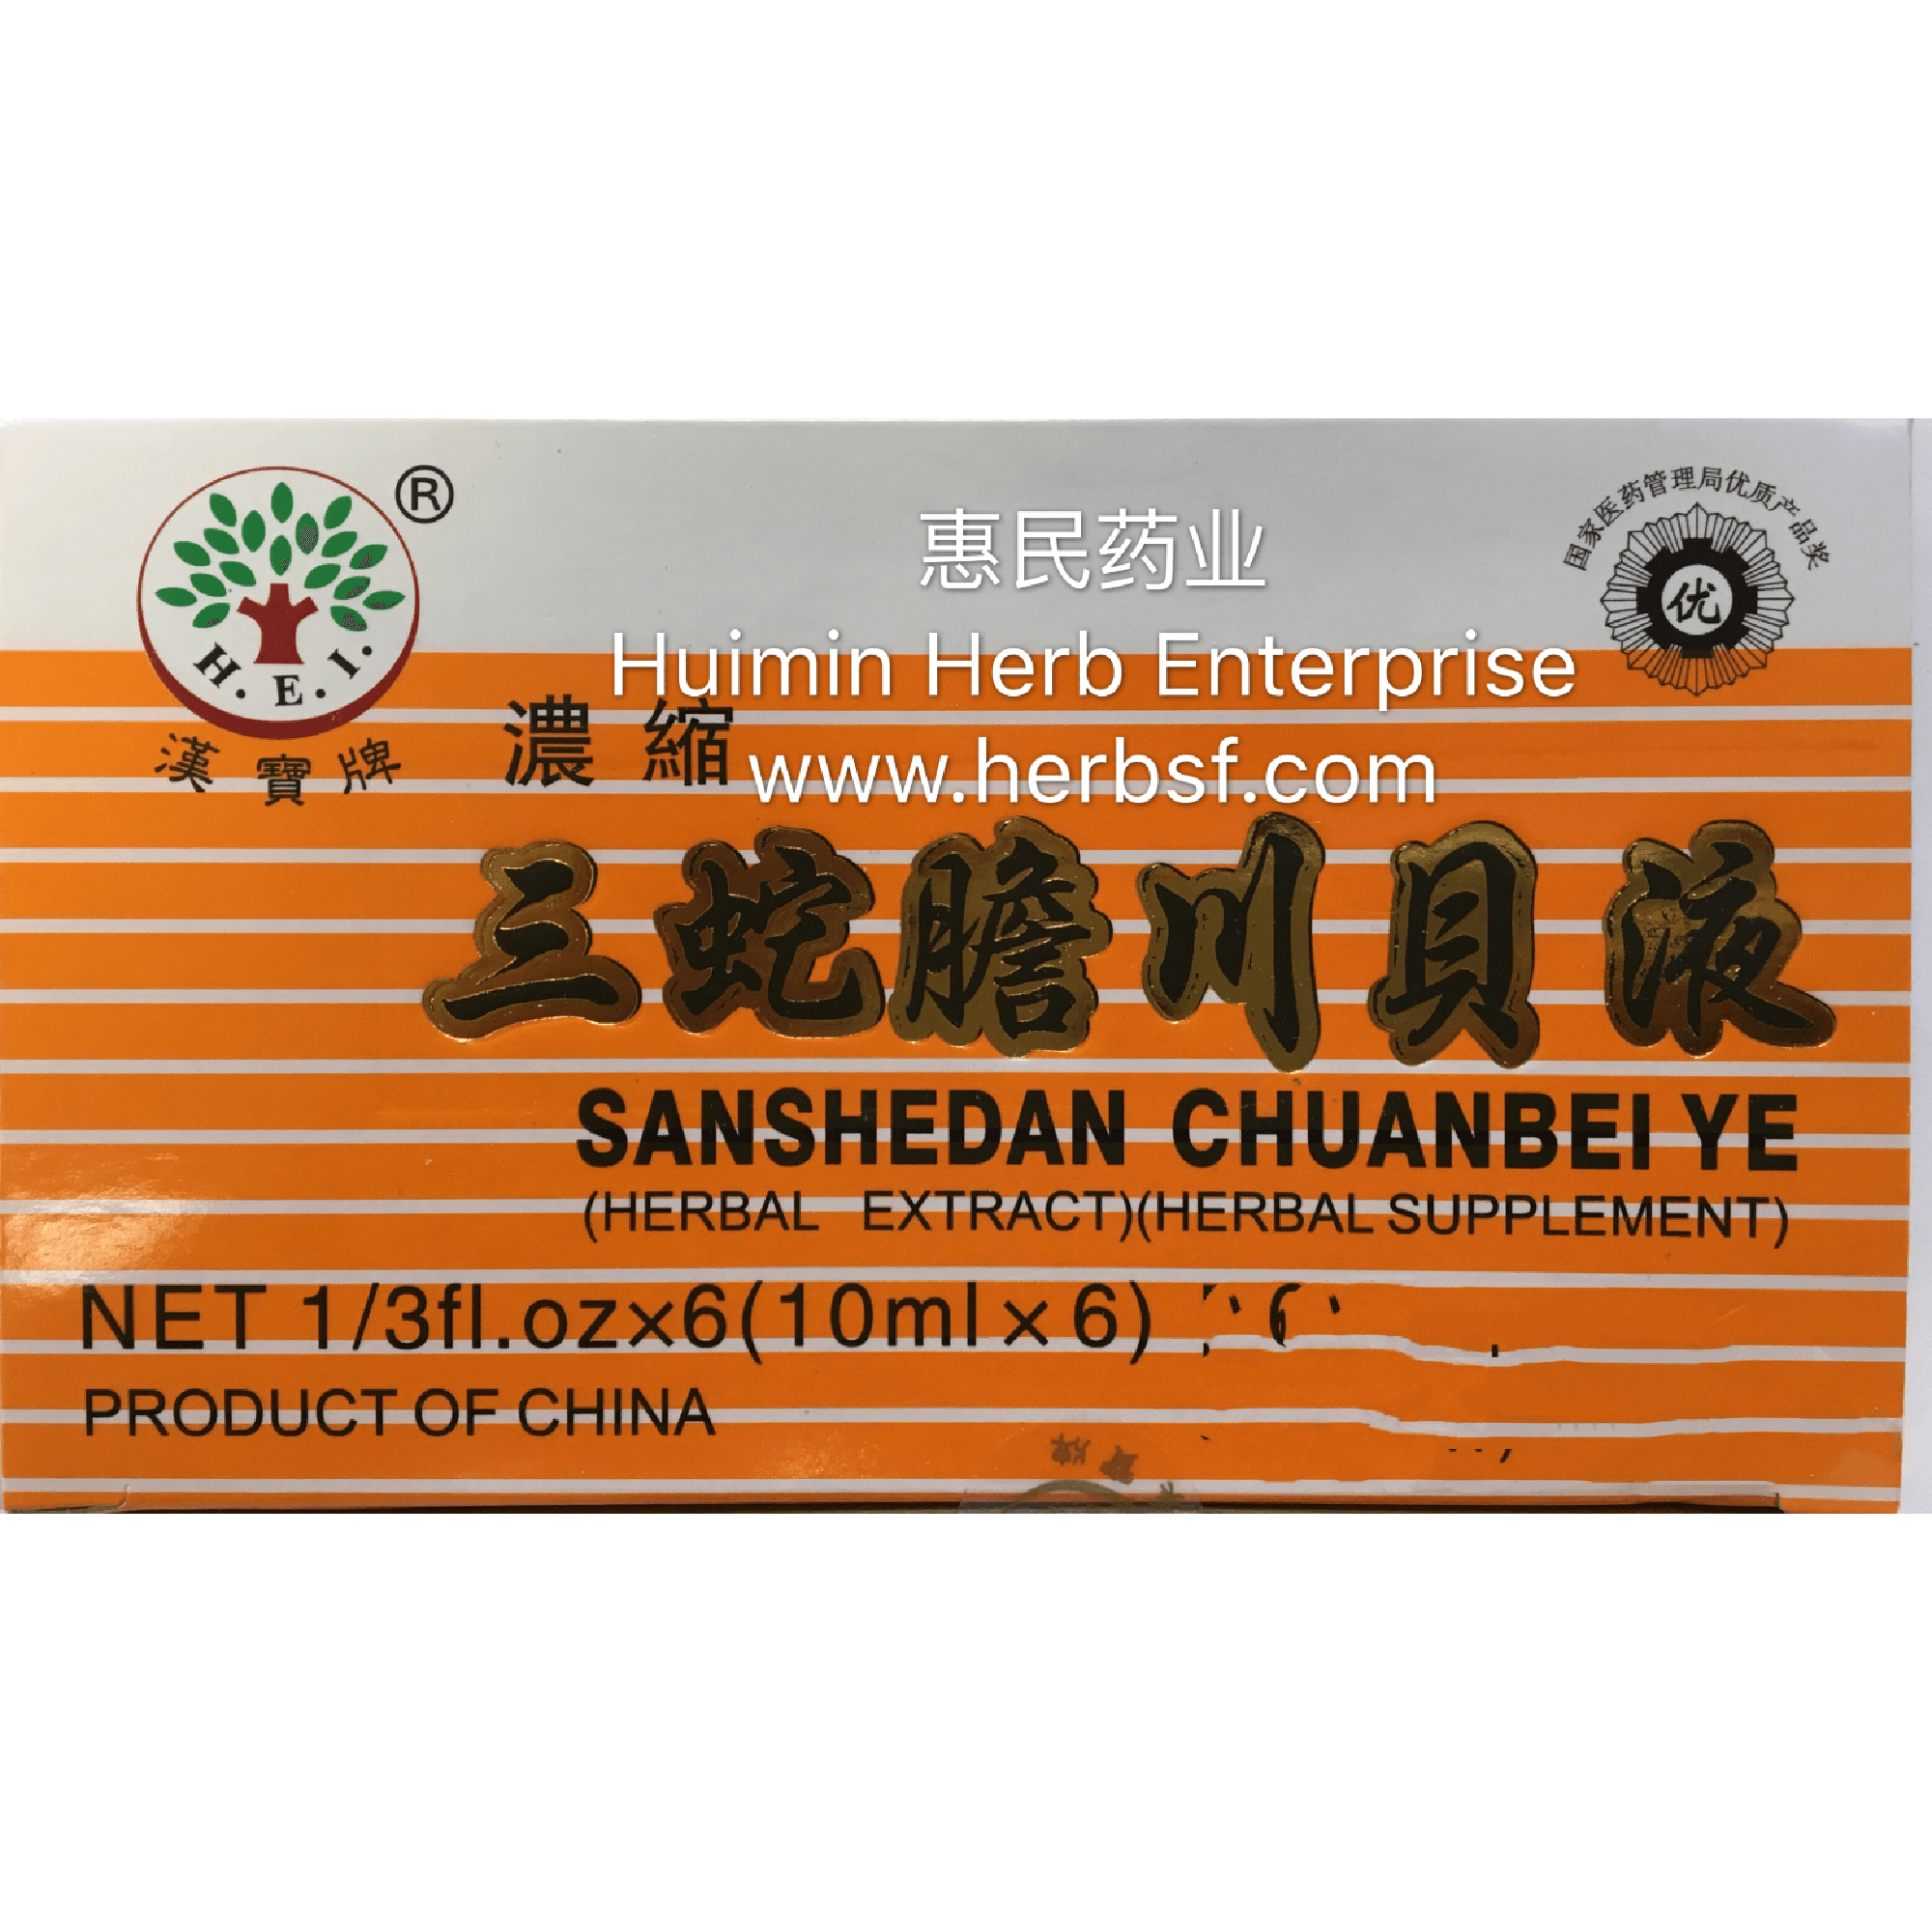 ®
国家医药管理局优质产品奖
优
H.E.I.
漢寶牌
惠民药业
Huimin Herb Enterprise
www.herbsf.com
濃縮
三蛇膽川貝液
SANSHEDAN CHUANBEI YE
(HERBAL EXTRACT)(HERBAL SUPPLEMENT)
NET 1/3fl.oz×6(10ml×6)
PRODUCT OF CHINA